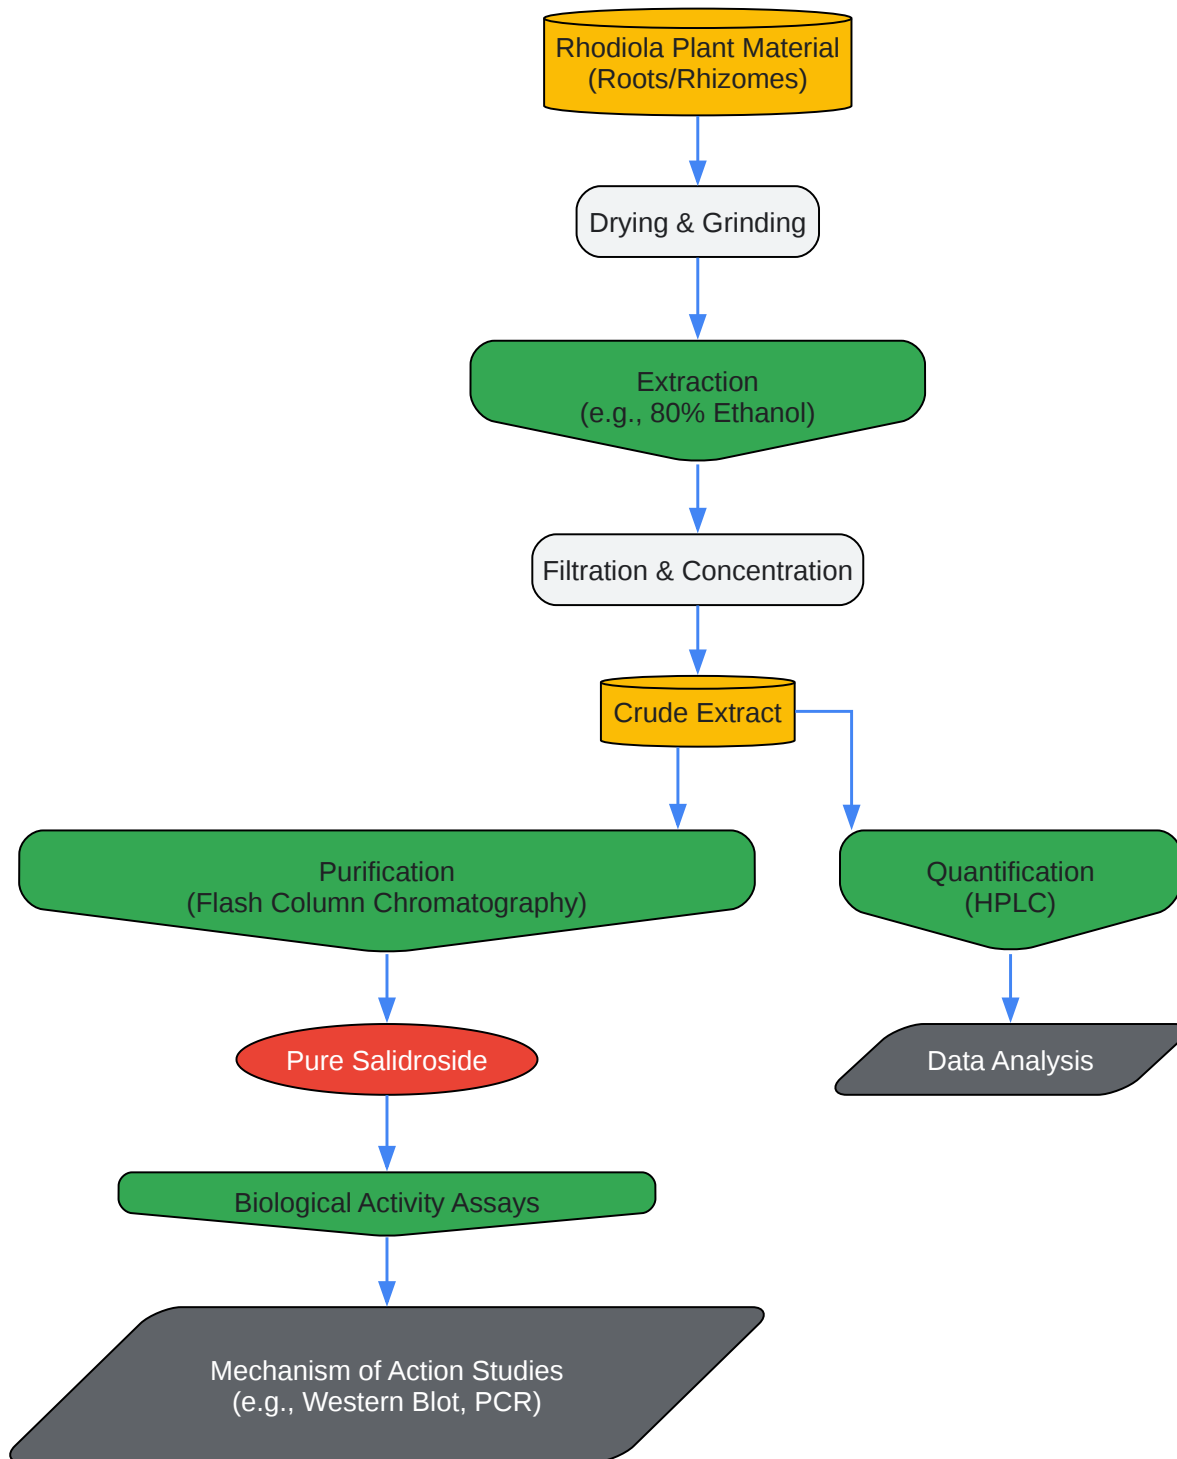 Rhodiola Plant Material
(Roots/Rhizomes)
Drying & Grinding
Extraction
(e.g., 80% Ethanol)
Filtration & Concentration
Crude Extract
Purification
(Flash Column Chromatography)
Quantification
(HPLC)
Pure Salidroside
Data Analysis
Biological Activity Assays
Mechanism of Action Studies
(e.g., Western Blot, PCR)